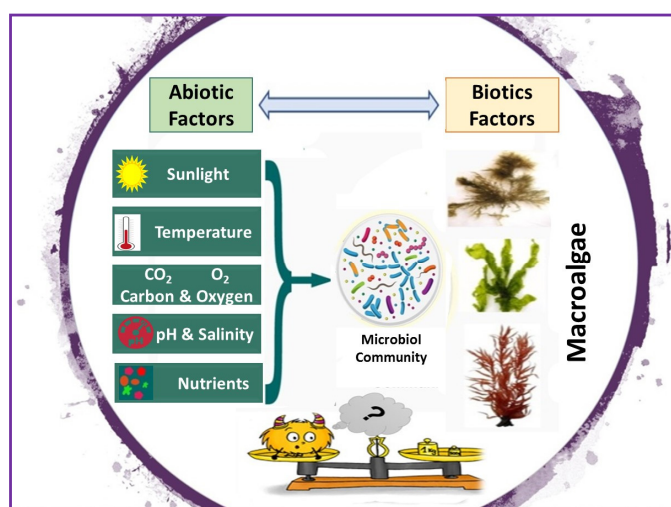 Abiotic
Factors
Biotics
Factors
Sunlight
Temperature
CO₂ O₂
Carbon & Oxygen
pH & Salinity
Nutrients
Microbiol
Community
Macroalgae
?